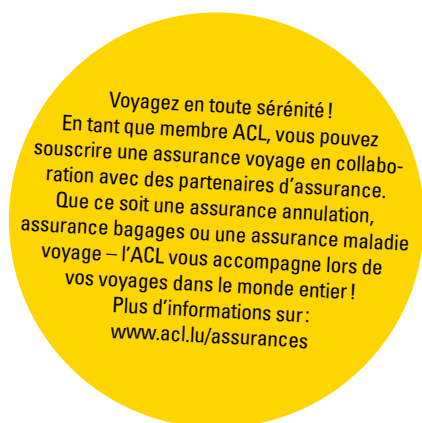 Voyagez en toute sérénité !
En tant que membre ACL, vous pouvez
souscrire une assurance voyage en collabo-
ration avec des partenaires d’assurance.
Que ce soit une assurance annulation,
assurance bagages ou une assurance maladie
voyage – l’ACL vous accompagne lors de
vos voyages dans le monde entier !
Plus d’informations sur :
www.acl.lu/assurances